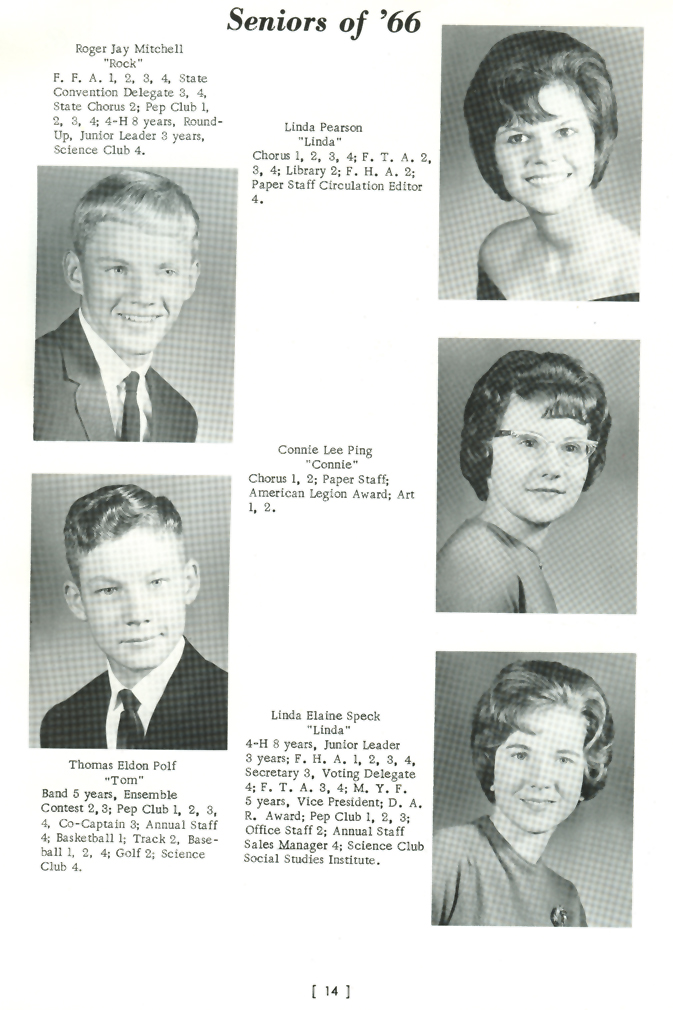 Seniors of '66
Roger Jay Mitchell
"Rock"
F. F. A. 1, 2, 3, 4, State
Convention Delegate 3, 4,
State Chorus 2; Pep Club 1,
2, 3, 4; 4-H 8 years, Round-
Up, Junior Leader 3 years,
Science Club 4.
Linda Pearson
"Linda"
Chorus 1, 2, 3, 4; F. T. A. 2,
3, 4; Library 2; F. H. A. 2;
Paper Staff Circulation Editor
4.
Connie Lee Ping
"Connie"
Chorus 1, 2; Paper Staff;
American Legion Award; Art
1, 2.
Thomas Eldon Polf
"Tom"
Band 5 years, Ensemble
Contest 2, 3; Pep Club 1, 2, 3,
4, Co-Captain 3; Annual Staff
4; Basketball 1; Track 2, Base-
ball 1, 2, 4; Golf 2; Science
Club 4.
Linda Elaine Speck
"Linda"
4-H 8 years, Junior Leader
3 years; F. H. A. 1, 2, 3, 4,
Secretary 3, Voting Delegate
4; F. T. A. 3, 4; M. Y. F.
5 years, Vice President; D. A.
R. Award; Pep Club 1, 2, 3;
Office Staff 2; Annual Staff
Sales Manager 4; Science Club
Social Studies Institute.
[ 14 ]